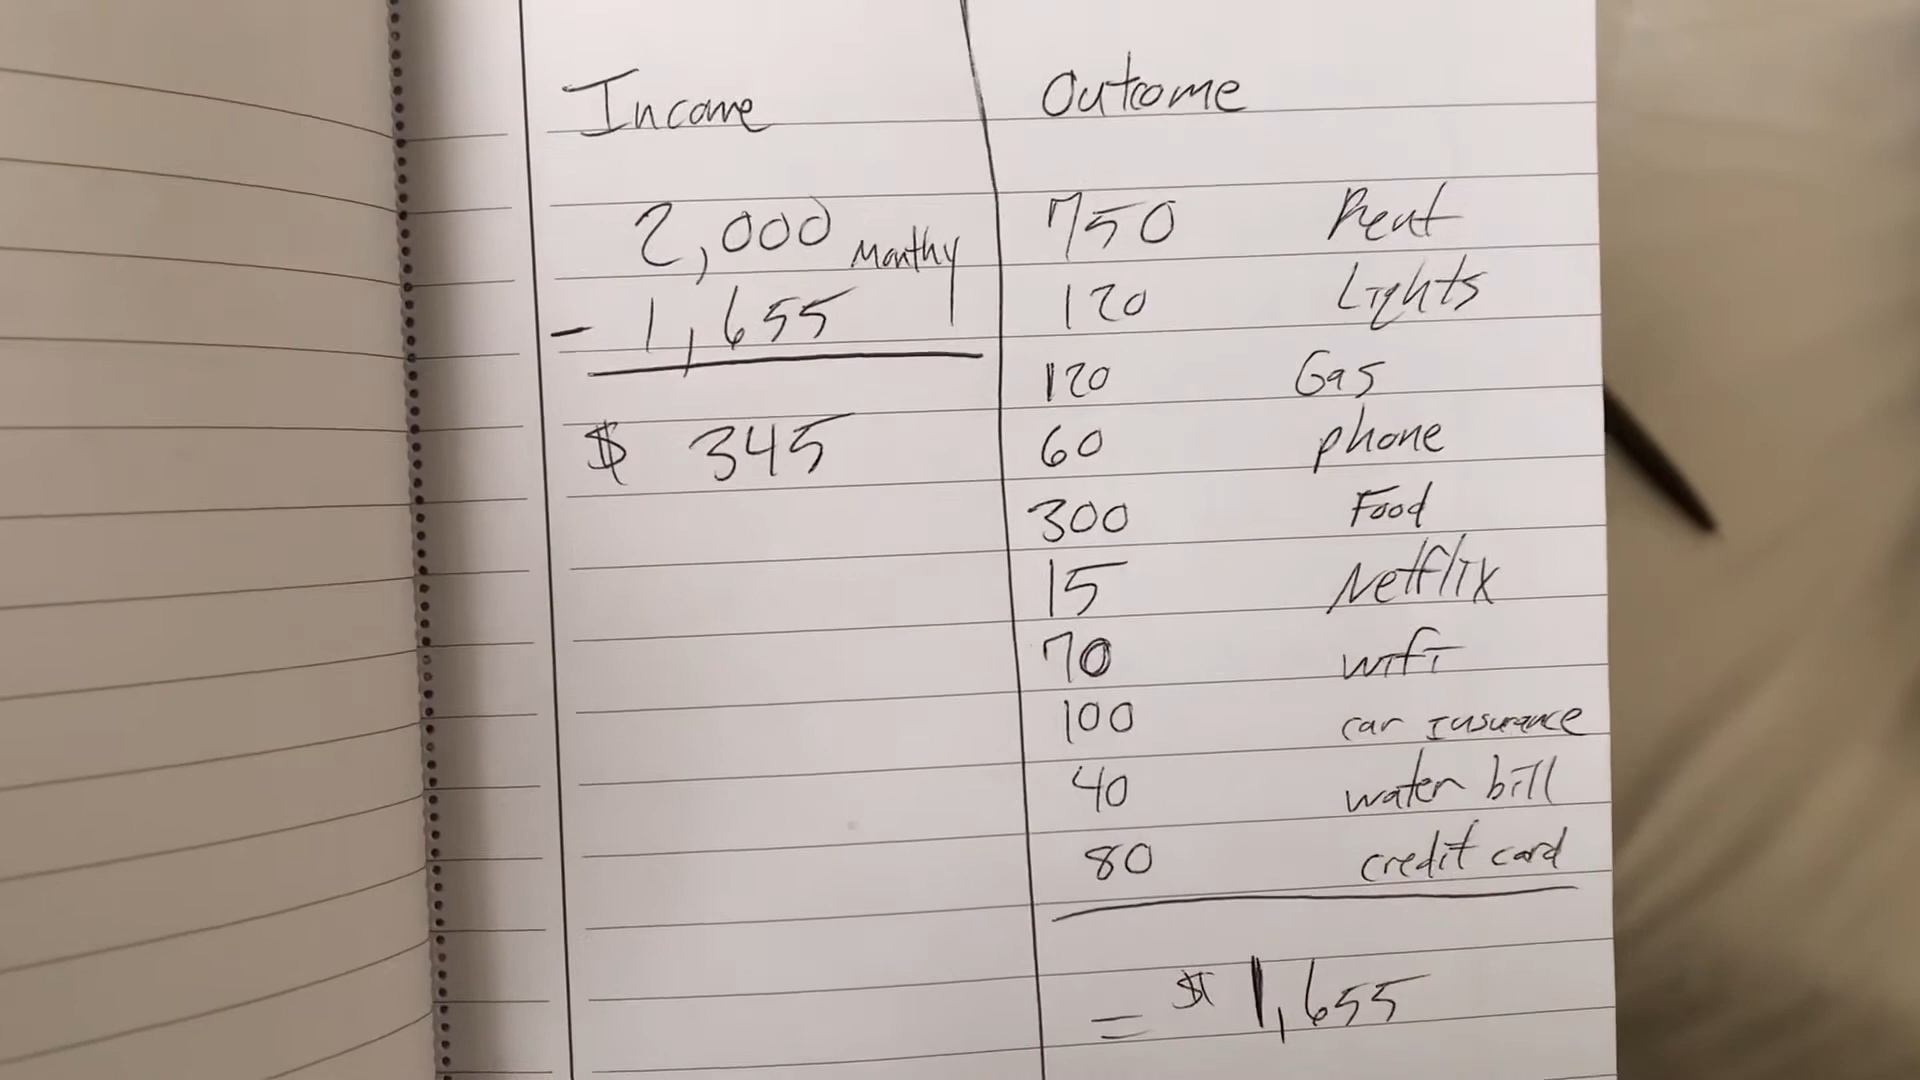 Income
2,000 Monthy
- 1,655
$ 345
Outcome
750 Rent
120 Lights
120 Gas
60 phone
300 Food
15 Netflix
70 wifi
100 car Insurance
40 water bill
80 credit card
= $ 1,655